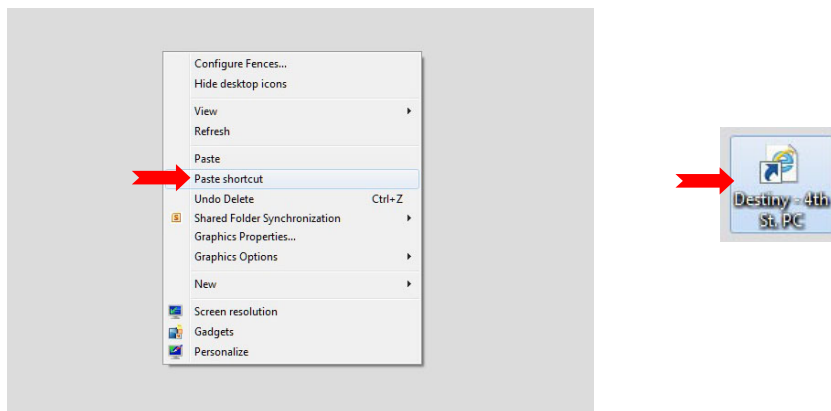 Configure Fences...
Hide desktop icons
View
Refresh
Paste
Paste shortcut
Undo Delete Ctrl+Z
Shared Folder Synchronization
Graphics Properties...
Graphics Options
New
Screen resolution
Gadgets
Personalize
Destiny - 4th
St. PC